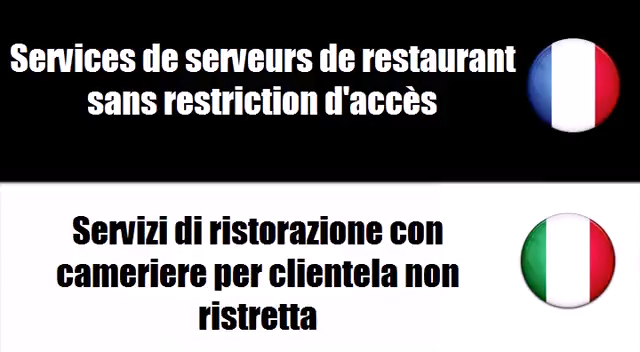 Services de serveurs de restaurant
sans restriction d'accès
Servizi di ristorazione con
cameriere per clientela non
ristretta